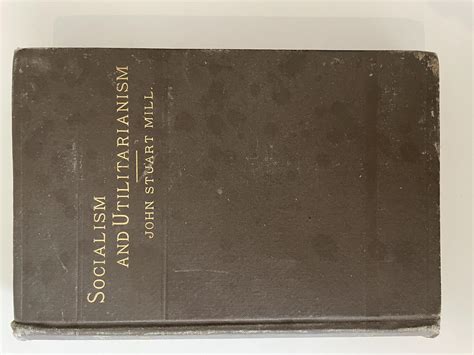 SOCIALISM
AND UTILITARIANISM
JOHN STUART MILL.